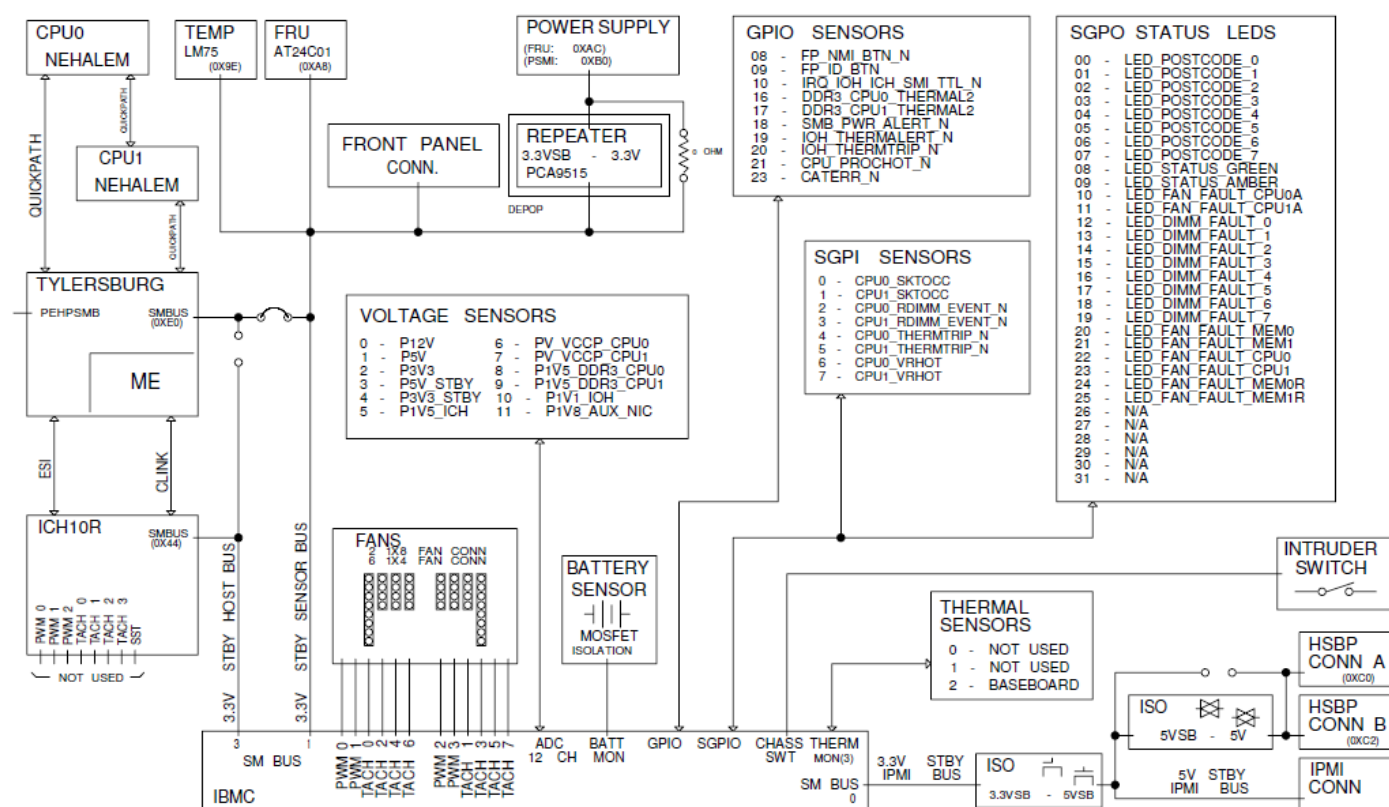 CPU0
NEHALEM
QUICKPATH
QUICKPATH
CPU1
NEHALEM
QUICKPATH
TEMP
LM75
(0X9E)
FRU
AT24C01
(0XA8)
FRONT PANEL
CONN.
POWER SUPPLY
(FRU: 0XAC)
(PSMI: 0XB0)
REPEATER
3.3VSB - 3.3V
PCA9515
DEPOP
0 OHM
GPIO SENSORS
08 - FP_NMI_BTN_N
09 - FP_ID_BTN
10 - IRQ_IOH_ICH_SMI_TTL_N
16 - DDR3_CPU0_THERMAL2
17 - DDR3_CPU1_THERMAL2
18 - SMB_PWR_ALERT_N
19 - IOH_THERMALERT_N
20 - IOH_THERMTRIP_N
21 - CPU_PROCHOT_N
23 - CATERR_N
SGPO STATUS LEDS
00 - LED_POSTCODE_0
01 - LED_POSTCODE_1
02 - LED_POSTCODE_2
03 - LED_POSTCODE_3
04 - LED_POSTCODE_4
05 - LED_POSTCODE_5
06 - LED_POSTCODE_6
07 - LED_POSTCODE_7
08 - LED_STATUS_GREEN
09 - LED_STATUS_AMBER
10 - LED_FAN_FAULT_CPU0A
11 - LED_FAN_FAULT_CPU1A
12 - LED_DIMM_FAULT_0
13 - LED_DIMM_FAULT_1
14 - LED_DIMM_FAULT_2
15 - LED_DIMM_FAULT_3
16 - LED_DIMM_FAULT_4
17 - LED_DIMM_FAULT_5
18 - LED_DIMM_FAULT_6
19 - LED_DIMM_FAULT_7
20 - LED_FAN_FAULT_MEM0
21 - LED_FAN_FAULT_MEM1
22 - LED_FAN_FAULT_CPU0
23 - LED_FAN_FAULT_CPU1
24 - LED_FAN_FAULT_MEM0R
25 - LED_FAN_FAULT_MEM1R
26 - N/A
27 - N/A
28 - N/A
29 - N/A
30 - N/A
31 - N/A
SGPI SENSORS
0 - CPU0_SKTOCC
1 - CPU1_SKTOCC
2 - CPU0_RDIMM_EVENT_N
3 - CPU1_RDIMM_EVENT_N
4 - CPU0_THERMTRIP_N
5 - CPU1_THERMTRIP_N
6 - CPU0_VRHOT
7 - CPU1_VRHOT
TYLERSBURG
PEHPSMB
SMBUS
(0XE0)
ME
VOLTAGE SENSORS
0 - P12V
1 - P5V
2 - P3V3
3 - P5V_STBY
4 - P3V3_STBY
5 - P1V5_ICH
6 - PV_VCCP_CPU0
7 - PV_VCCP_CPU1
8 - P1V5_DDR3_CPU0
9 - P1V5_DDR3_CPU1
10 - P1V1_IOH
11 - P1V8_AUX_NIC
ESI
CLINK
ICH10R
SMBUS
(0X44)
PWM 0
PWM 1
PWM 2
TACH 0
TACH 1
TACH 2
TACH 3
SST
NOT USED
3.3V STBY HOST BUS
3.3V STBY SENSOR BUS
FANS
2 1X8 FAN CONN
6 1X4 FAN CONN
BATTERY
SENSOR
MOSFET
ISOLATION
THERMAL
SENSORS
0 - NOT USED
1 - NOT USED
2 - BASEBOARD
INTRUDER
SWITCH
HSBP
CONN A
(0XC0)
HSBP
CONN B
(0XC2)
ISO
5VSB - 5V
IPMI
CONN
5V STBY
IPMI BUS
ISO
3.3VSB - 5VSB
3.3V STBY
IPMI BUS
3
1
SM BUS
PWM 0
PWM 1
TACH 0
TACH 2
TACH 4
TACH 6
PWM 2
PWM 3
TACH 1
TACH 3
TACH 5
TACH 7
ADC
12 CH
BATT
MON
GPIO
SGPIO
CHASS
SWT
THERM
MON(3)
SM BUS
0
IBMC